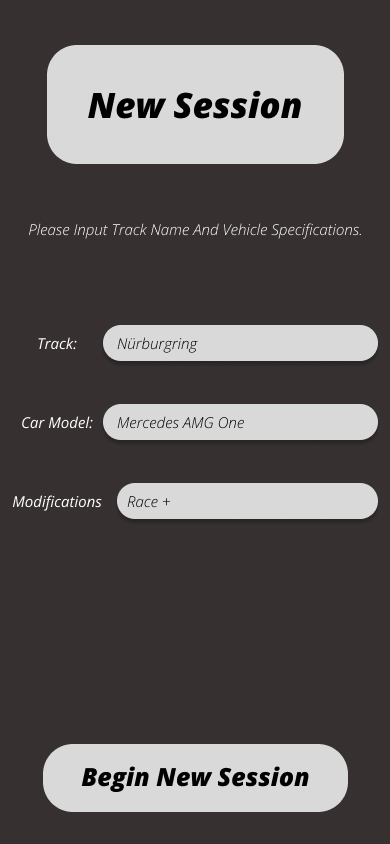 New Session
Please Input Track Name And Vehicle Specifications.
Track: Nürburgring
Car Model: Mercedes AMG One
Modifications Race +
Begin New Session